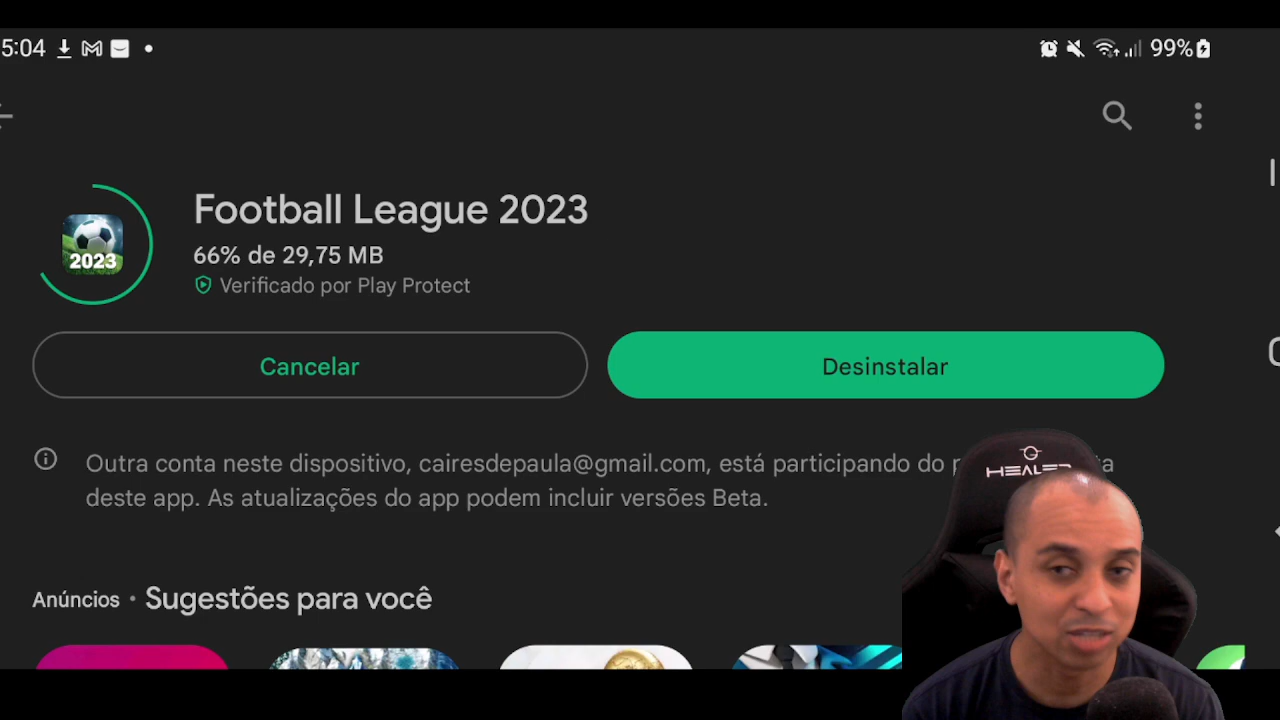 5:04
99%
Football League 2023
2023
66% de 29,75 MB
Verificado por Play Protect
Cancelar
Desinstalar
Outra conta neste dispositivo, cairesdepaula@gmail.com, está participando do
deste app. As atualizações do app podem incluir versões Beta.
HEALER
Anúncios • Sugestões para você